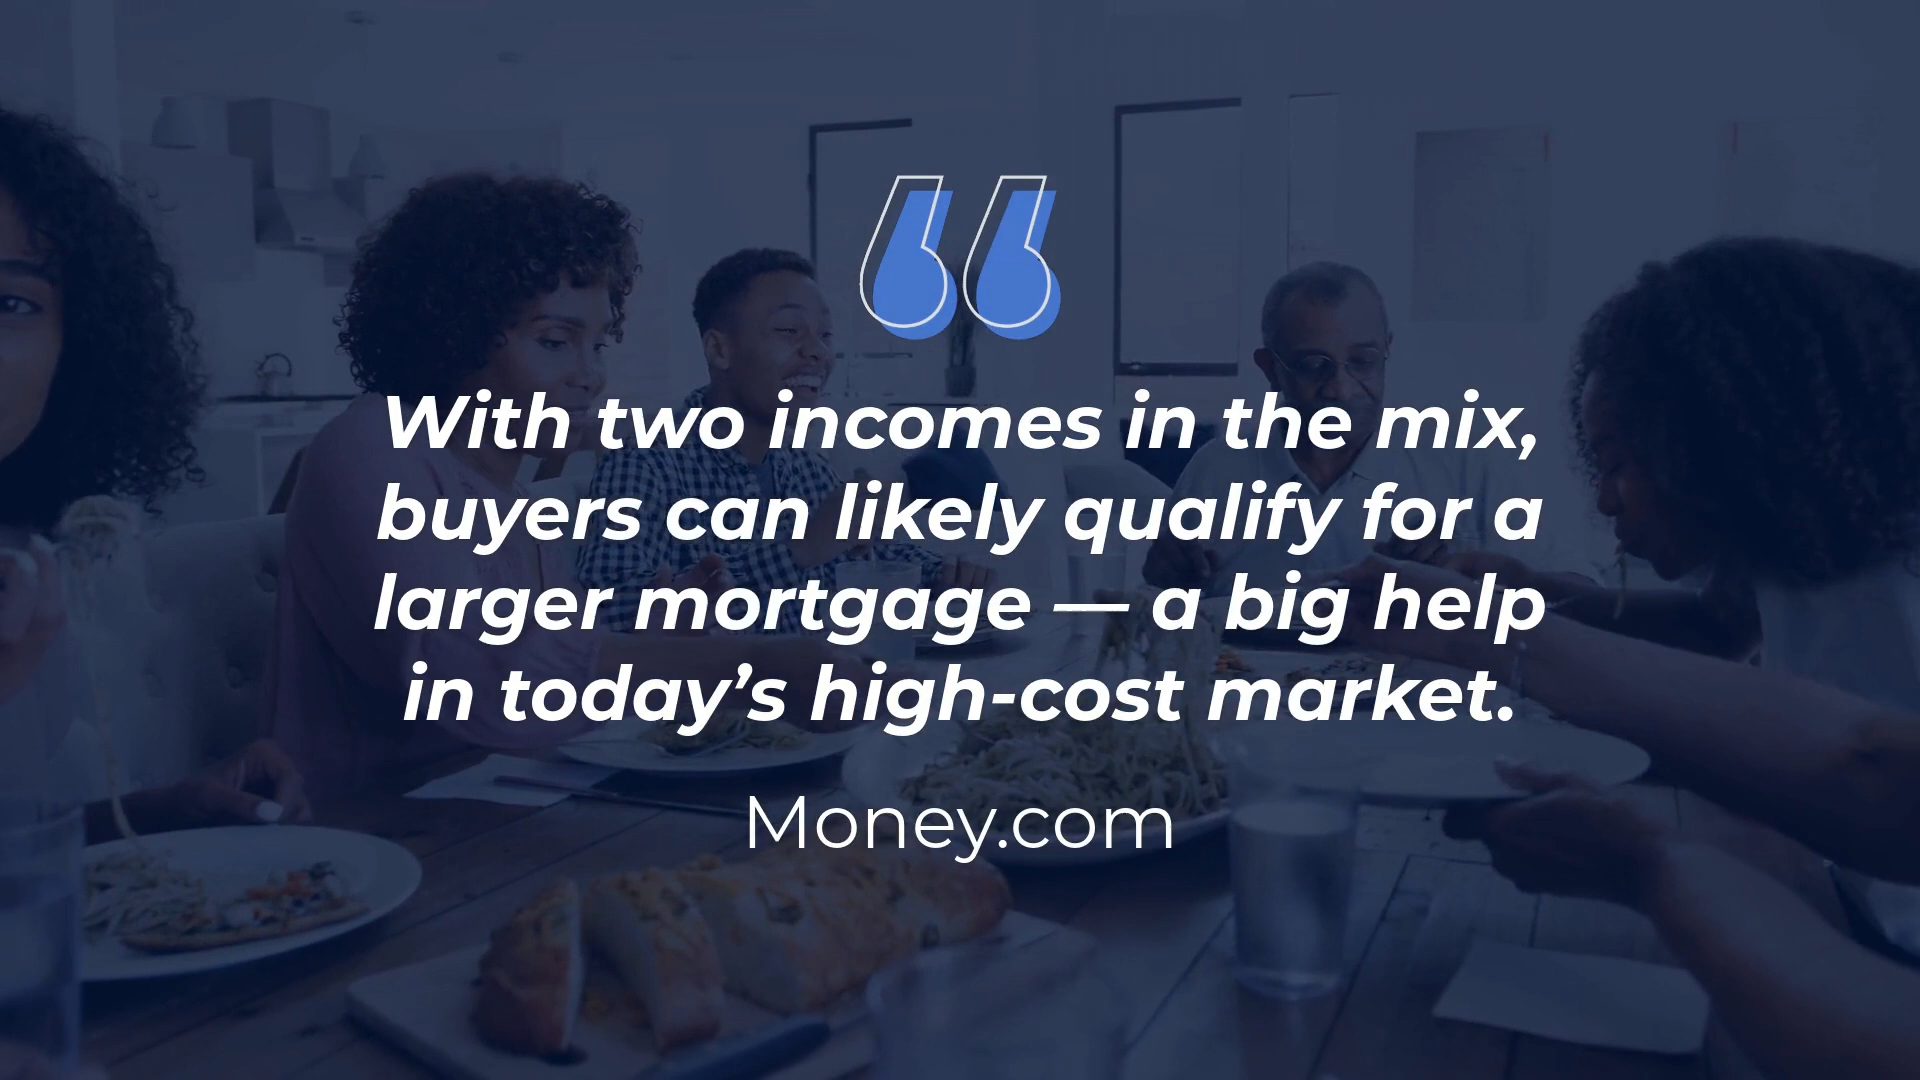 “
With two incomes in the mix,
buyers can likely qualify for a
larger mortgage — a big help
in today’s high-cost market.
Money.com